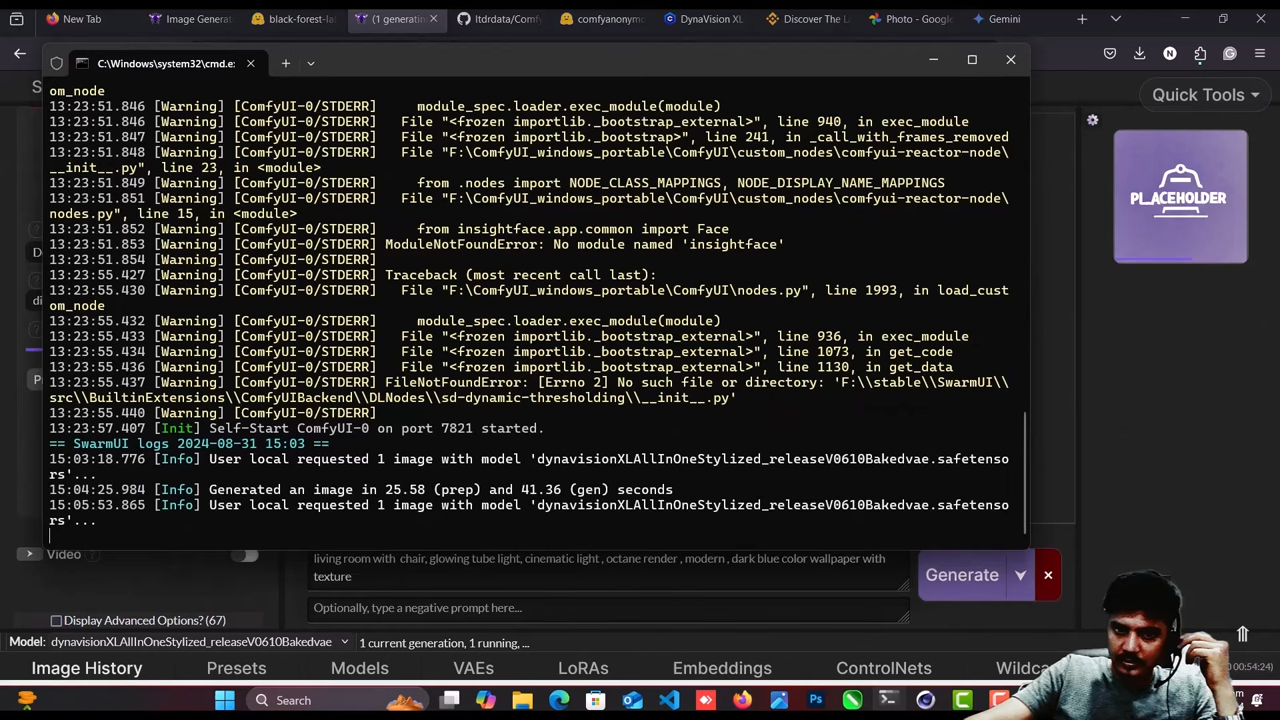 New Tab
Image Genera
black-forest-la
(1 generatin
ltdrdata/Comf
comfyanonym
DynaVision XL
Discover The L
Photo - Google
Gemini
C:\Windows\system32\cmd.e
N
Quick Tools
om_node
13:23:51.846 [Warning] [ComfyUI-0/STDERR]     module_spec.loader.exec_module(module)
13:23:51.846 [Warning] [ComfyUI-0/STDERR]   File "<frozen importlib._bootstrap_external>", line 940, in exec_module
13:23:51.847 [Warning] [ComfyUI-0/STDERR]   File "<frozen importlib._bootstrap>", line 241, in _call_with_frames_removed
13:23:51.848 [Warning] [ComfyUI-0/STDERR]   File "F:\ComfyUI_windows_portable\ComfyUI\custom_nodes\comfyui-reactor-node\
__init__.py", line 23, in <module>
13:23:51.849 [Warning] [ComfyUI-0/STDERR]     from .nodes import NODE_CLASS_MAPPINGS, NODE_DISPLAY_NAME_MAPPINGS
13:23:51.851 [Warning] [ComfyUI-0/STDERR]   File "F:\ComfyUI_windows_portable\ComfyUI\custom_nodes\comfyui-reactor-node\
nodes.py", line 15, in <module>
13:23:51.852 [Warning] [ComfyUI-0/STDERR]     from insightface.app.common import Face
13:23:51.853 [Warning] [ComfyUI-0/STDERR] ModuleNotFoundError: No module named 'insightface'
13:23:51.854 [Warning] [ComfyUI-0/STDERR]
13:23:55.427 [Warning] [ComfyUI-0/STDERR] Traceback (most recent call last):
13:23:55.430 [Warning] [ComfyUI-0/STDERR]   File "F:\ComfyUI_windows_portable\ComfyUI\nodes.py", line 1993, in load_cust
om_node
13:23:55.432 [Warning] [ComfyUI-0/STDERR]     module_spec.loader.exec_module(module)
13:23:55.433 [Warning] [ComfyUI-0/STDERR]   File "<frozen importlib._bootstrap_external>", line 936, in exec_module
13:23:55.434 [Warning] [ComfyUI-0/STDERR]   File "<frozen importlib._bootstrap_external>", line 1073, in get_code
13:23:55.436 [Warning] [ComfyUI-0/STDERR]   File "<frozen importlib._bootstrap_external>", line 1130, in get_data
13:23:55.437 [Warning] [ComfyUI-0/STDERR] FileNotFoundError: [Errno 2] No such file or directory: 'F:\\stable\\SwarmUI\\
src\\BuiltinExtensions\\ComfyUIBackend\\DLNodes\\sd-dynamic-thresholding\\__init__.py'
13:23:55.440 [Warning] [ComfyUI-0/STDERR]
13:23:57.407 [Init] Self-Start ComfyUI-0 on port 7821 started.
== SwarmUI logs 2024-08-31 15:03 ==
15:03:18.776 [Info] User local requested 1 image with model 'dynavisionXLAllInOneStylized_releaseV0610Bakedvae.safetenso
rs'...
15:04:25.984 [Info] Generated an image in 25.58 (prep) and 41.36 (gen) seconds
15:05:53.865 [Info] User local requested 1 image with model 'dynavisionXLAllInOneStylized_releaseV0610Bakedvae.safetenso
rs'...
PLACEHOLDER
Video
living room with chair, glowing tube light, cinematic light , octane render , modern , dark blue color wallpaper with
texture
Generate
Optionally, type a negative prompt here...
Display Advanced Options? (67)
Model: dynavisionXLAllInOneStylized_releaseV0610Bakedvae
1 current generation, 1 running, ...
Image History
Presets
Models
VAEs
LoRAs
Embeddings
ControlNets
Wildca
00:54:24)
Search